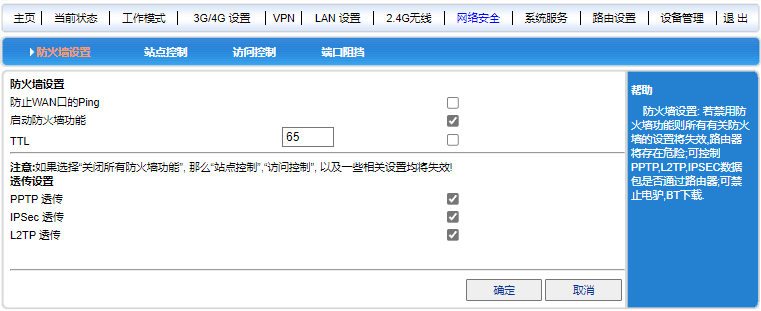 主页 当前状态 工作模式 3G/4G 设置 VPN LAN 设置 2.4G无线 网络安全 系统服务 路由设置 设备管理 退 出
防火墙设置 站点控制 访问控制 端口阻挡
防火墙设置
防止WAN口的Ping
启动防火墙功能
TTL 65
注意:如果选择“关闭所有防火墙功能”, 那么“站点控制”,“访问控制”, 以及一些相关设置均将失效!
透传设置
PPTP 透传
IPSec 透传
L2TP 透传
确定 取消
帮助
防火墙设置: 若禁用防
火墙功能则所有有关防火
墙的设置将失效,路由器
将存在危险;可控制
PPTP,L2TP,IPSEC数据
包是否通过路由器;可禁
止电驴,BT下载.